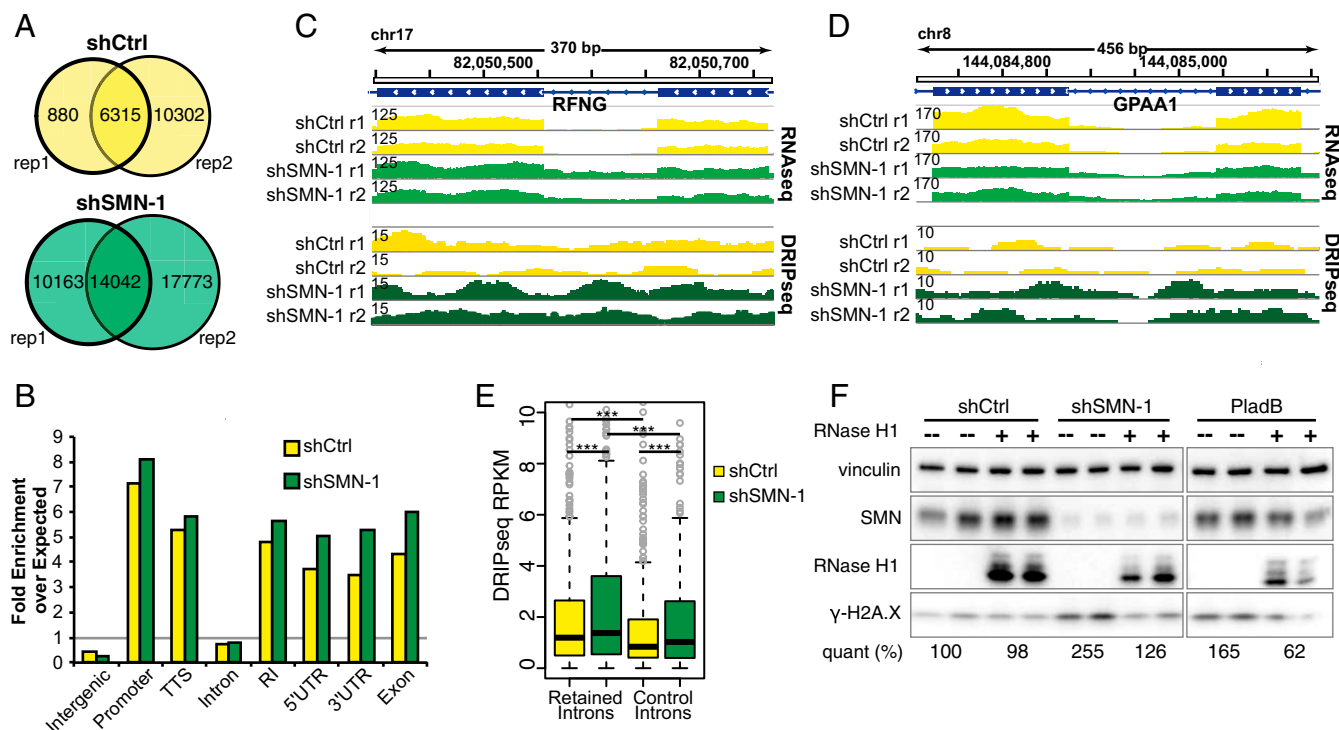 A
shCtrl
880 6315 10302
rep1 rep2
shSMN-1
10163 14042 17773
rep1 rep2
B
Fold Enrichment
over Expected
9
8
7
6
5
4
3
2
1
0
shCtrl
shSMN-1
Intergenic Promoter TTS Intron RI 5'UTR 3'UTR Exon
C
chr17
370 bp
82,050,500 82,050,700
RFNG
shCtrl r1 125
shCtrl r2 125
shSMN-1 r1 125
shSMN-1 r2 125
RNAseq
shCtrl r1 15
shCtrl r2 15
shSMN-1 r1 15
shSMN-1 r2 15
DRIPseq
D
chr8
456 bp
144,084,800 144,085,000
GPAA1
shCtrl r1 170
shCtrl r2 170
shSMN-1 r1 170
shSMN-1 r2 170
RNAseq
shCtrl r1 10
shCtrl r2 10
shSMN-1 r1 10
shSMN-1 r2 10
DRIPseq
E
DRIPseq RPKM
10
8
6
4
2
0
***
***
*** ***
shCtrl
shSMN-1
Retained Control
Introns Introns
F
shCtrl shSMN-1 PladB
RNase H1 -- -- + + -- -- + + -- -- + +
vinculin
SMN
RNase H1
γ-H2A.X
quant (%) 100 98 255 126 165 62